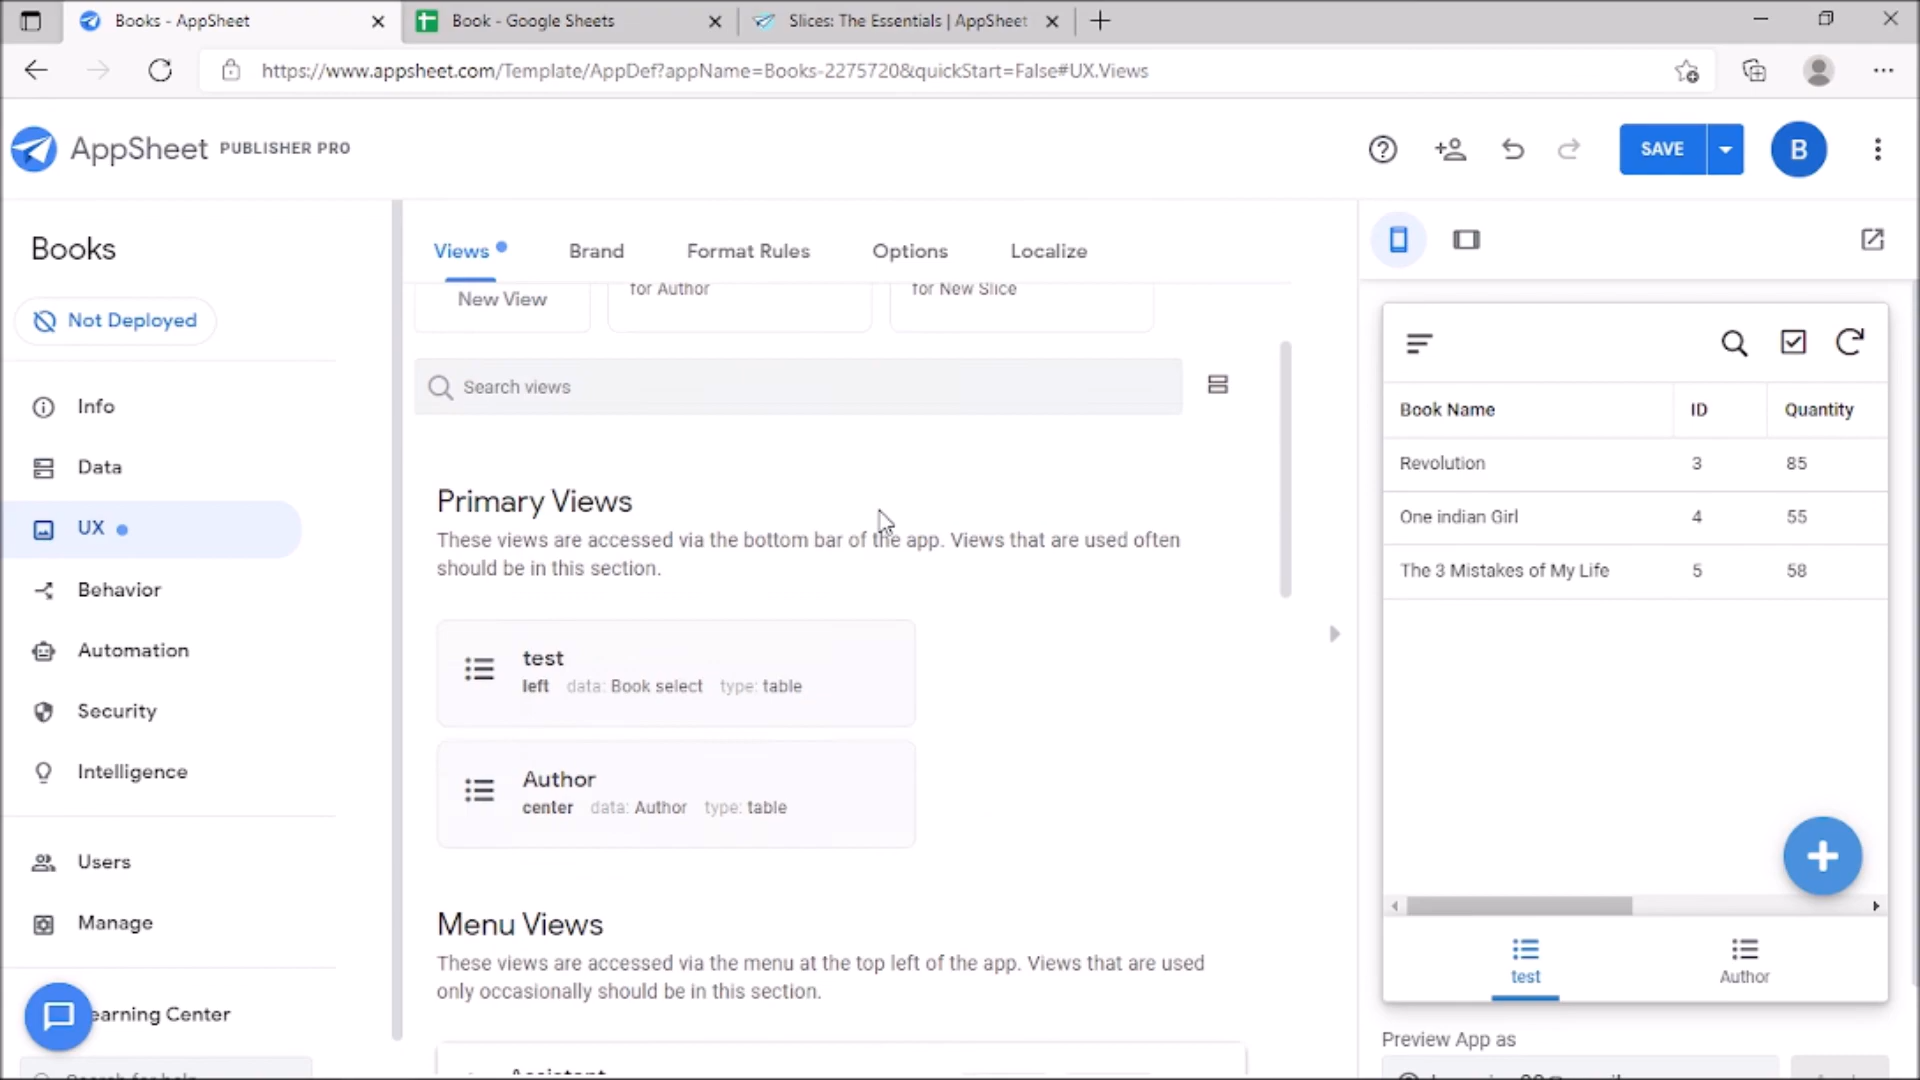 Books - AppSheet
Book - Google Sheets
Slices: The Essentials | AppSheet
https://www.appsheet.com/Template/AppDef?appName=Books-2275720&quickStart=False#UX.Views
AppSheet PUBLISHER PRO
SAVE
B
Books
Not Deployed
Info
Data
UX
Behavior
Automation
Security
Intelligence
Users
Manage
earning Center
Views
Brand
Format Rules
Options
Localize
New View
for Author
for New Slice
Search views
Primary Views
These views are accessed via the bottom bar of the app. Views that are used often
should be in this section.
test
left data: Book select type: table
Author
center data: Author type: table
Menu Views
These views are accessed via the menu at the top left of the app. Views that are used
only occasionally should be in this section.
Book Name ID Quantity
Revolution 3 85
One indian Girl 4 55
The 3 Mistakes of My Life 5 58
test
Author
Preview App as